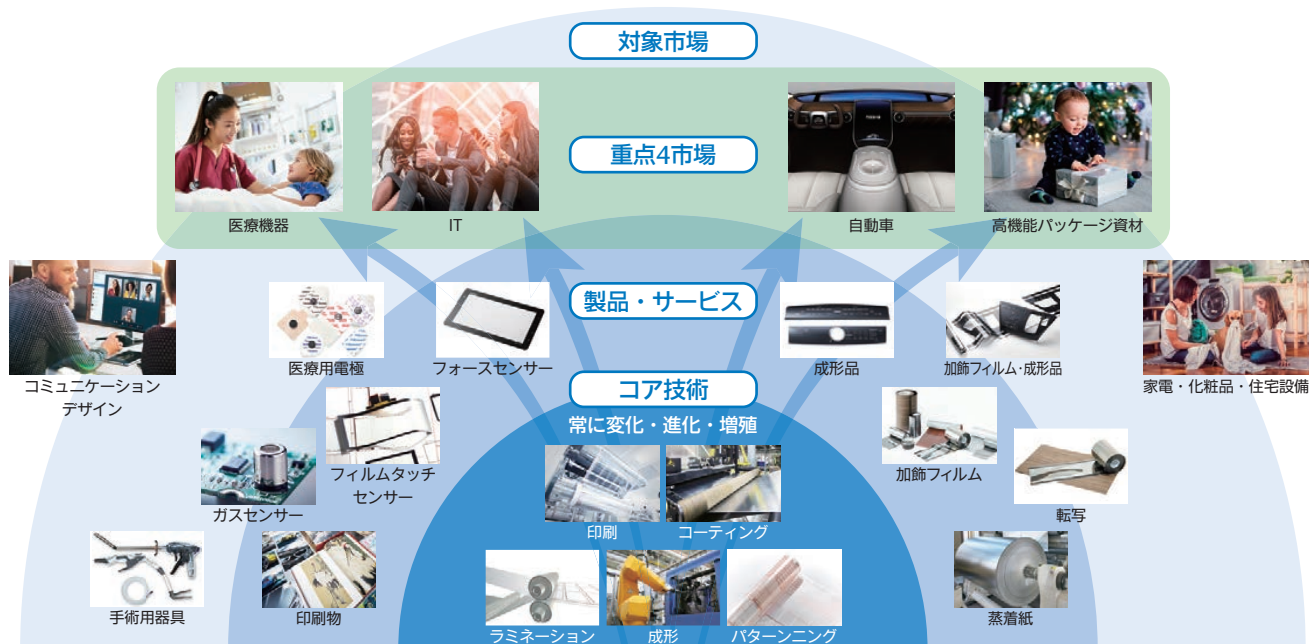 対象市場
重点4市場
医療機器
IT
自動車
高機能パッケージ資材
製品・サービス
コミュニケーション
デザイン
医療用電極
フォースセンサー
成形品
加飾フィルム・成形品
家電・化粧品・住宅設備
コア技術
常に変化・進化・増殖
フィルムタッチ
センサー
ガスセンサー
加飾フィルム
転写
印刷
コーティング
手術用器具
印刷物
蒸着紙
ラミネーション
成形
パターンニング